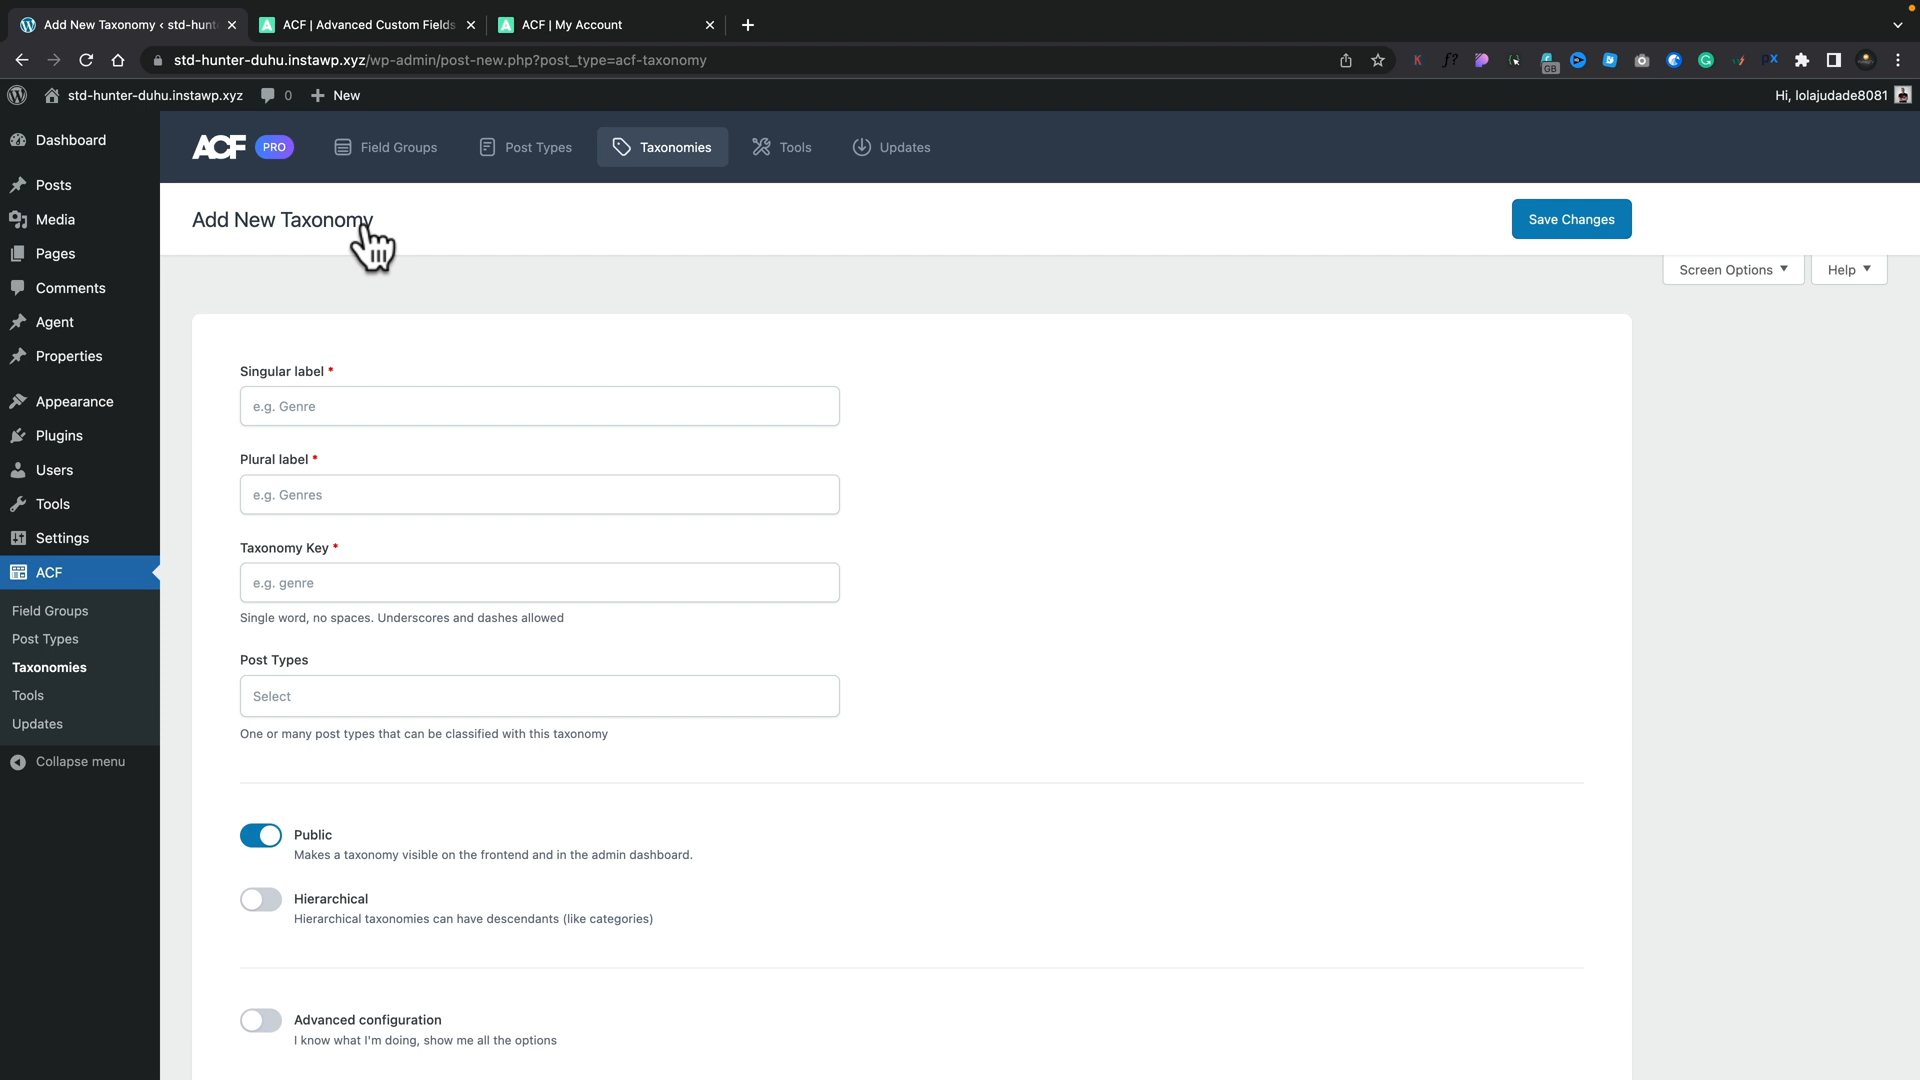 Add New Taxonomy ‹ std-hunt
ACF | Advanced Custom Fields
ACF | My Account
std-hunter-duhu.instawp.xyz/wp-admin/post-new.php?post_type=acf-taxonomy
GB
std-hunter-duhu.instawp.xyz
0
New
Hi, lolajudade8081
Dashboard
Posts
Media
Pages
Comments
Agent
Properties
Appearance
Plugins
Users
Tools
Settings
ACF
Field Groups
Post Types
Taxonomies
Tools
Updates
Collapse menu
ACF PRO
Field Groups
Post Types
Taxonomies
Tools
Updates
Add New Taxonomy
Save Changes
Screen Options
Help
Singular label *
e.g. Genre
Plural label *
e.g. Genres
Taxonomy Key *
e.g. genre
Single word, no spaces. Underscores and dashes allowed
Post Types
Select
One or many post types that can be classified with this taxonomy
Public
Makes a taxonomy visible on the frontend and in the admin dashboard.
Hierarchical
Hierarchical taxonomies can have descendants (like categories)
Advanced configuration
I know what I'm doing, show me all the options